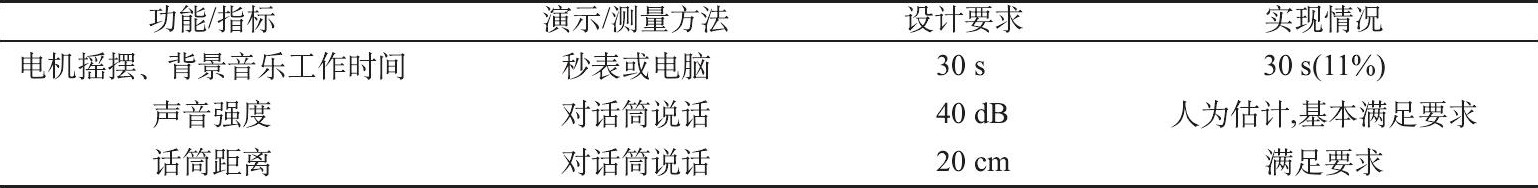 功能/指标 演示/测量方法 设计要求 实现情况
电机摇摆、背景音乐工作时间 秒表或电脑 30 s 30 s(11%)
声音强度 对话筒说话 40 dB 人为估计,基本满足要求
话筒距离 对话筒说话 20 cm 满足要求